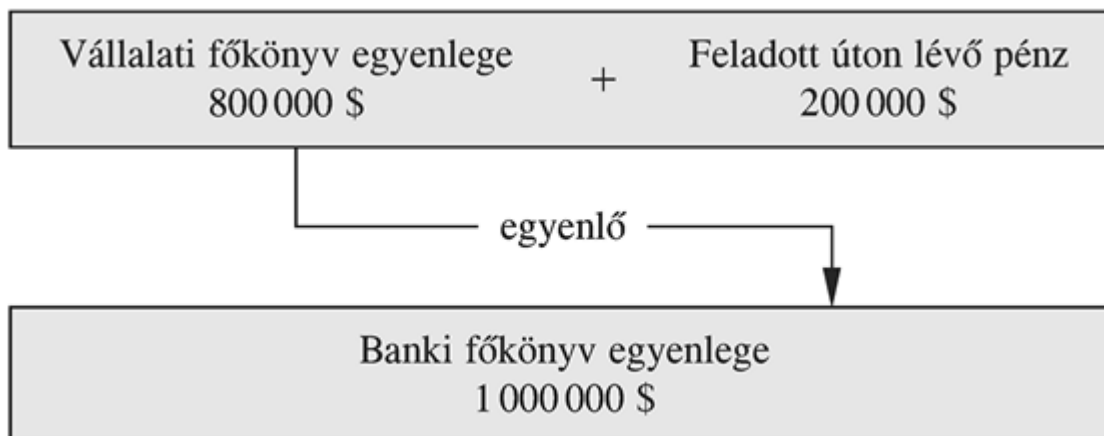 Vállalati főkönyv egyenlege + Feladott úton lévő pénz
800 000 $ 200 000 $
egyenlő
Banki főkönyv egyenlege
1 000 000 $